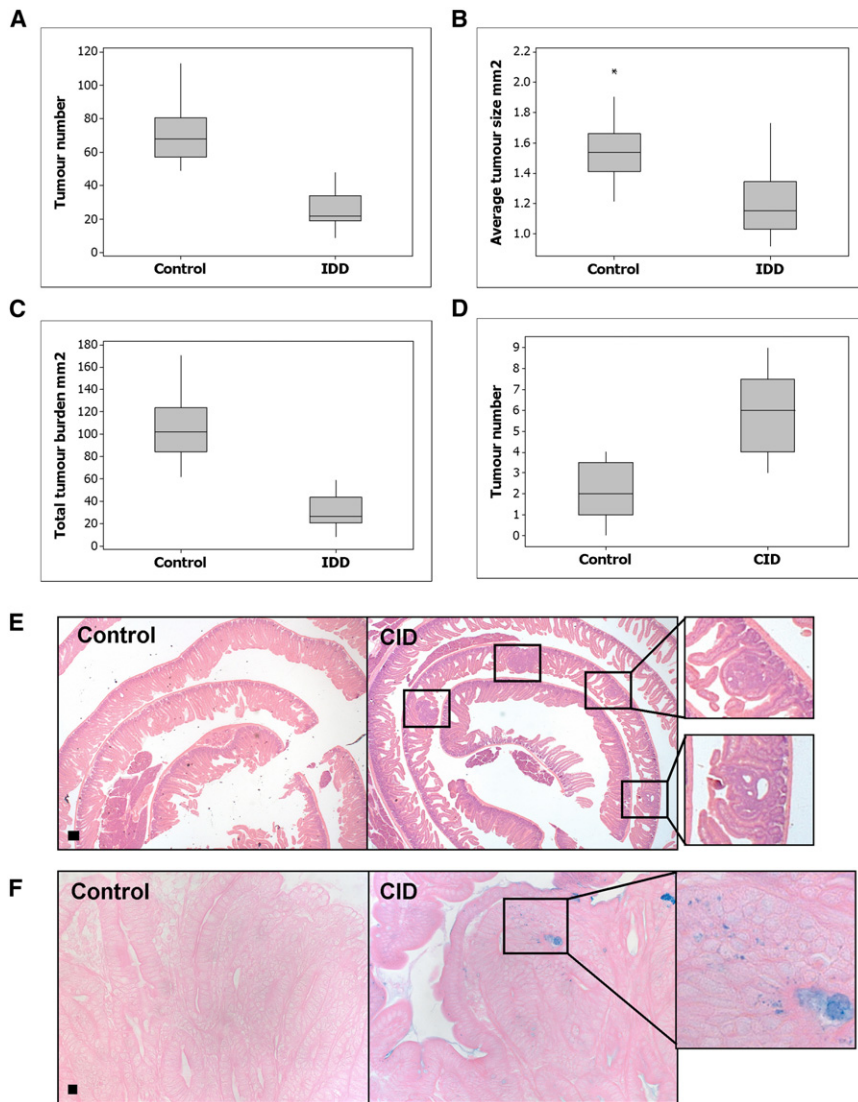 A
Tumour number
120
100
80
60
40
20
0
Control IDD
B
Average tumour size mm2
2.2
2.0
1.8
1.6
1.4
1.2
1.0
*
Control IDD
C
Total tumour burden mm2
180
160
140
120
100
80
60
40
20
0
Control IDD
D
Tumour number
9
8
7
6
5
4
3
2
1
0
Control CID
E
Control
CID
F
Control
CID